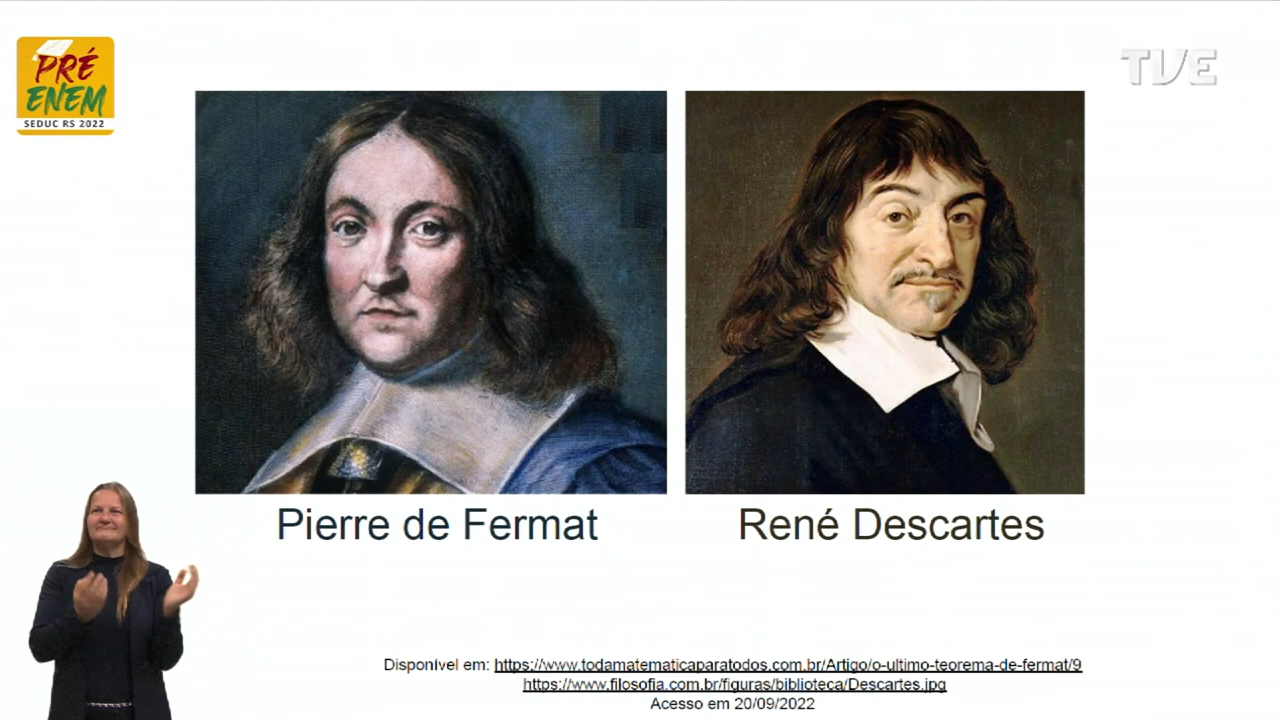 PRÉ
ENEM
SEDUC RS 2022
TVE
Pierre de Fermat
René Descartes
Disponível em: https://www.todamatematicaparatodos.com.br/Artigo/o-ultimo-teorema-de-fermat/9
https://www.filosofia.com.br/figuras/biblioteca/Descartes.jpg
Acesso em 20/09/2022